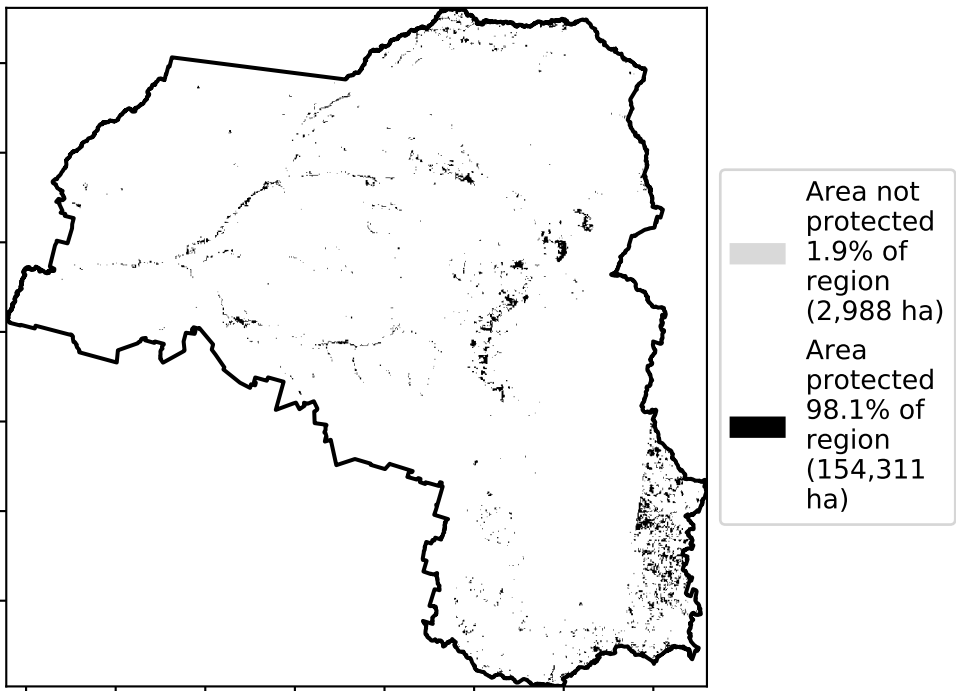 Area not
protected
1.9% of
region
(2,988 ha)
Area
protected
98.1% of
region
(154,311
ha)